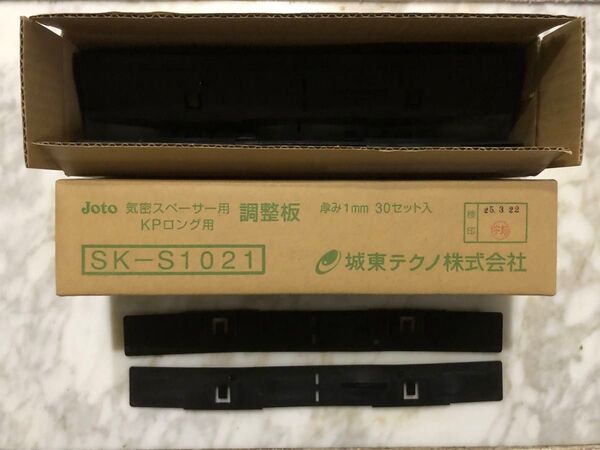 Joto 気密スペーサー用 調整板 厚み1mm 30セット入
KPロング用
検印 25.3.22
SK-S1021
城東テクノ株式会社